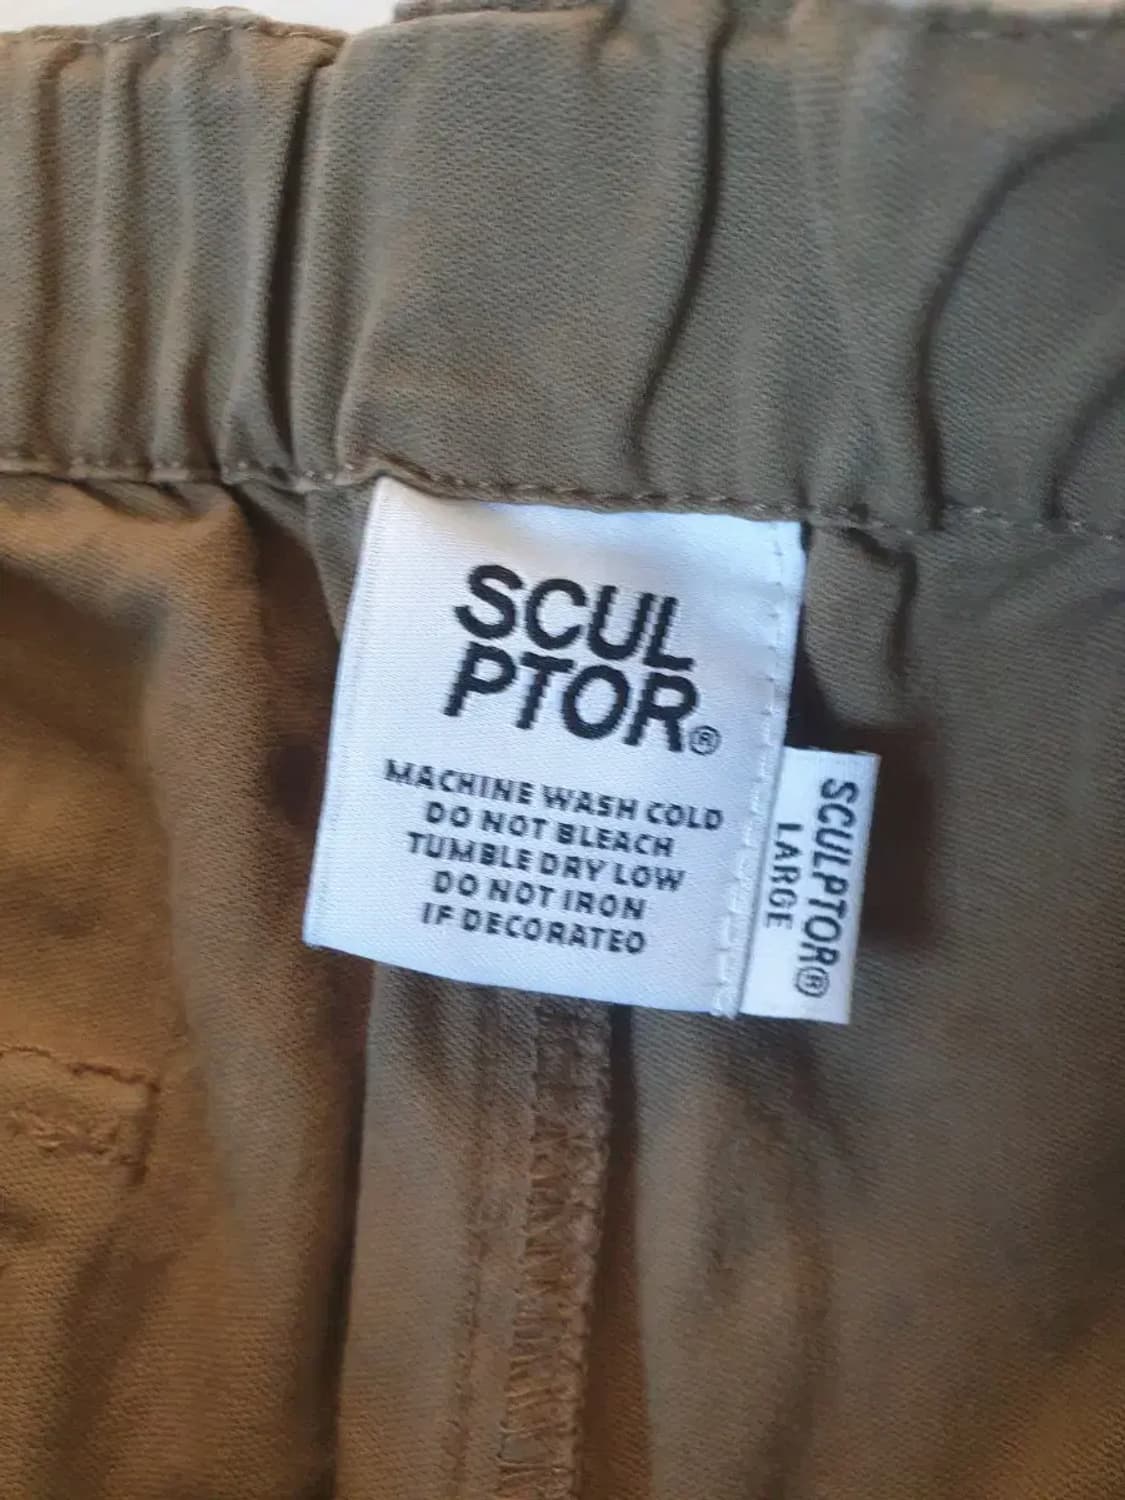 SCUL
PTOR®
MACHINE WASH COLD
DO NOT BLEACH
TUMBLE DRY LOW
DO NOT IRON
IF DECORATED
SCULPTOR®
LARGE